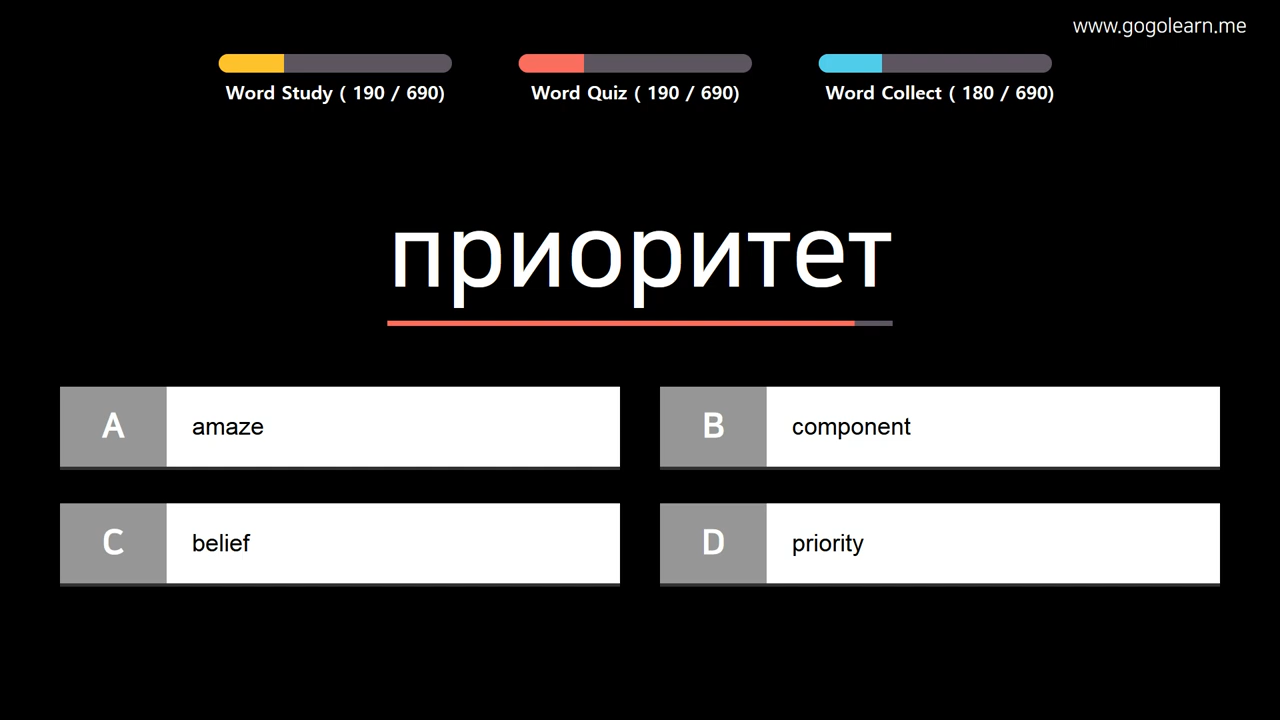 www.gogolearn.me
Word Study ( 190 / 690)
Word Quiz ( 190 / 690)
Word Collect ( 180 / 690)
приоритет
A amaze
B component
C belief
D priority